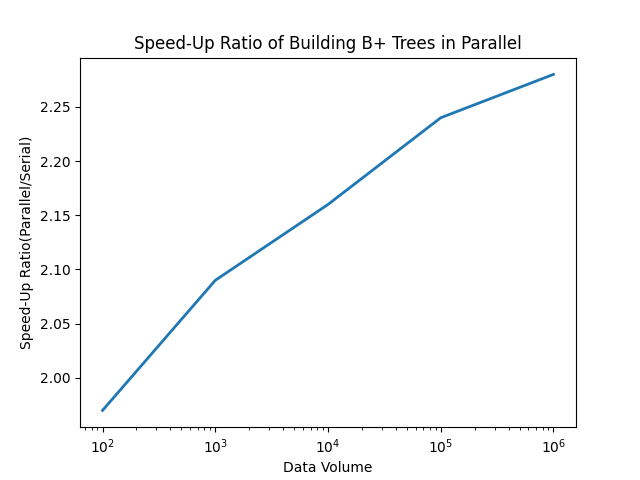 Speed-Up Ratio of Building B+ Trees in Parallel
Speed-Up Ratio(Parallel/Serial)
2.25
2.20
2.15
2.10
2.05
2.00
10² 10³ 10⁴ 10⁵ 10⁶
Data Volume